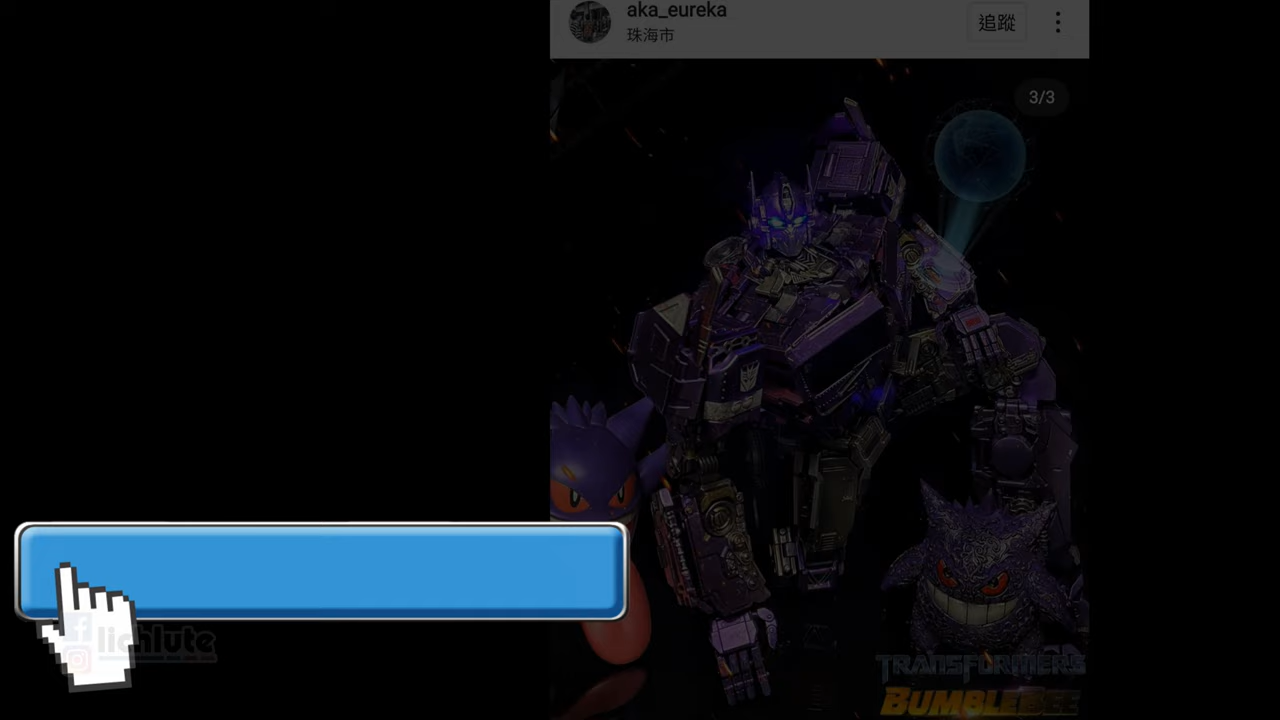 aka_eureka
珠海市
追蹤
3/3
lichlute
TRANSFORMERS
BUMBLEBEE